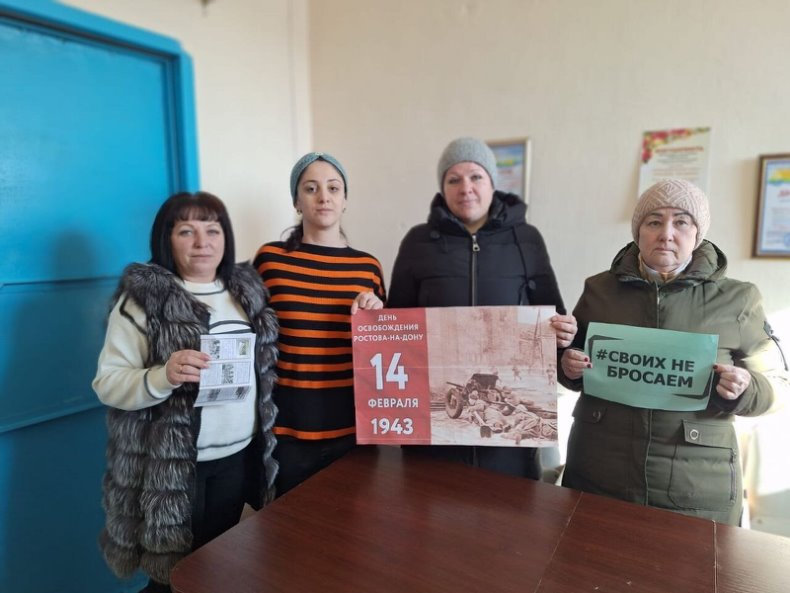 ДЕНЬ
ОСВОБОЖДЕНИЯ
РОСТОВА-НА-ДОНУ
14
ФЕВРАЛЯ
1943
#СВОИХ НЕ
БРОСАЕМ